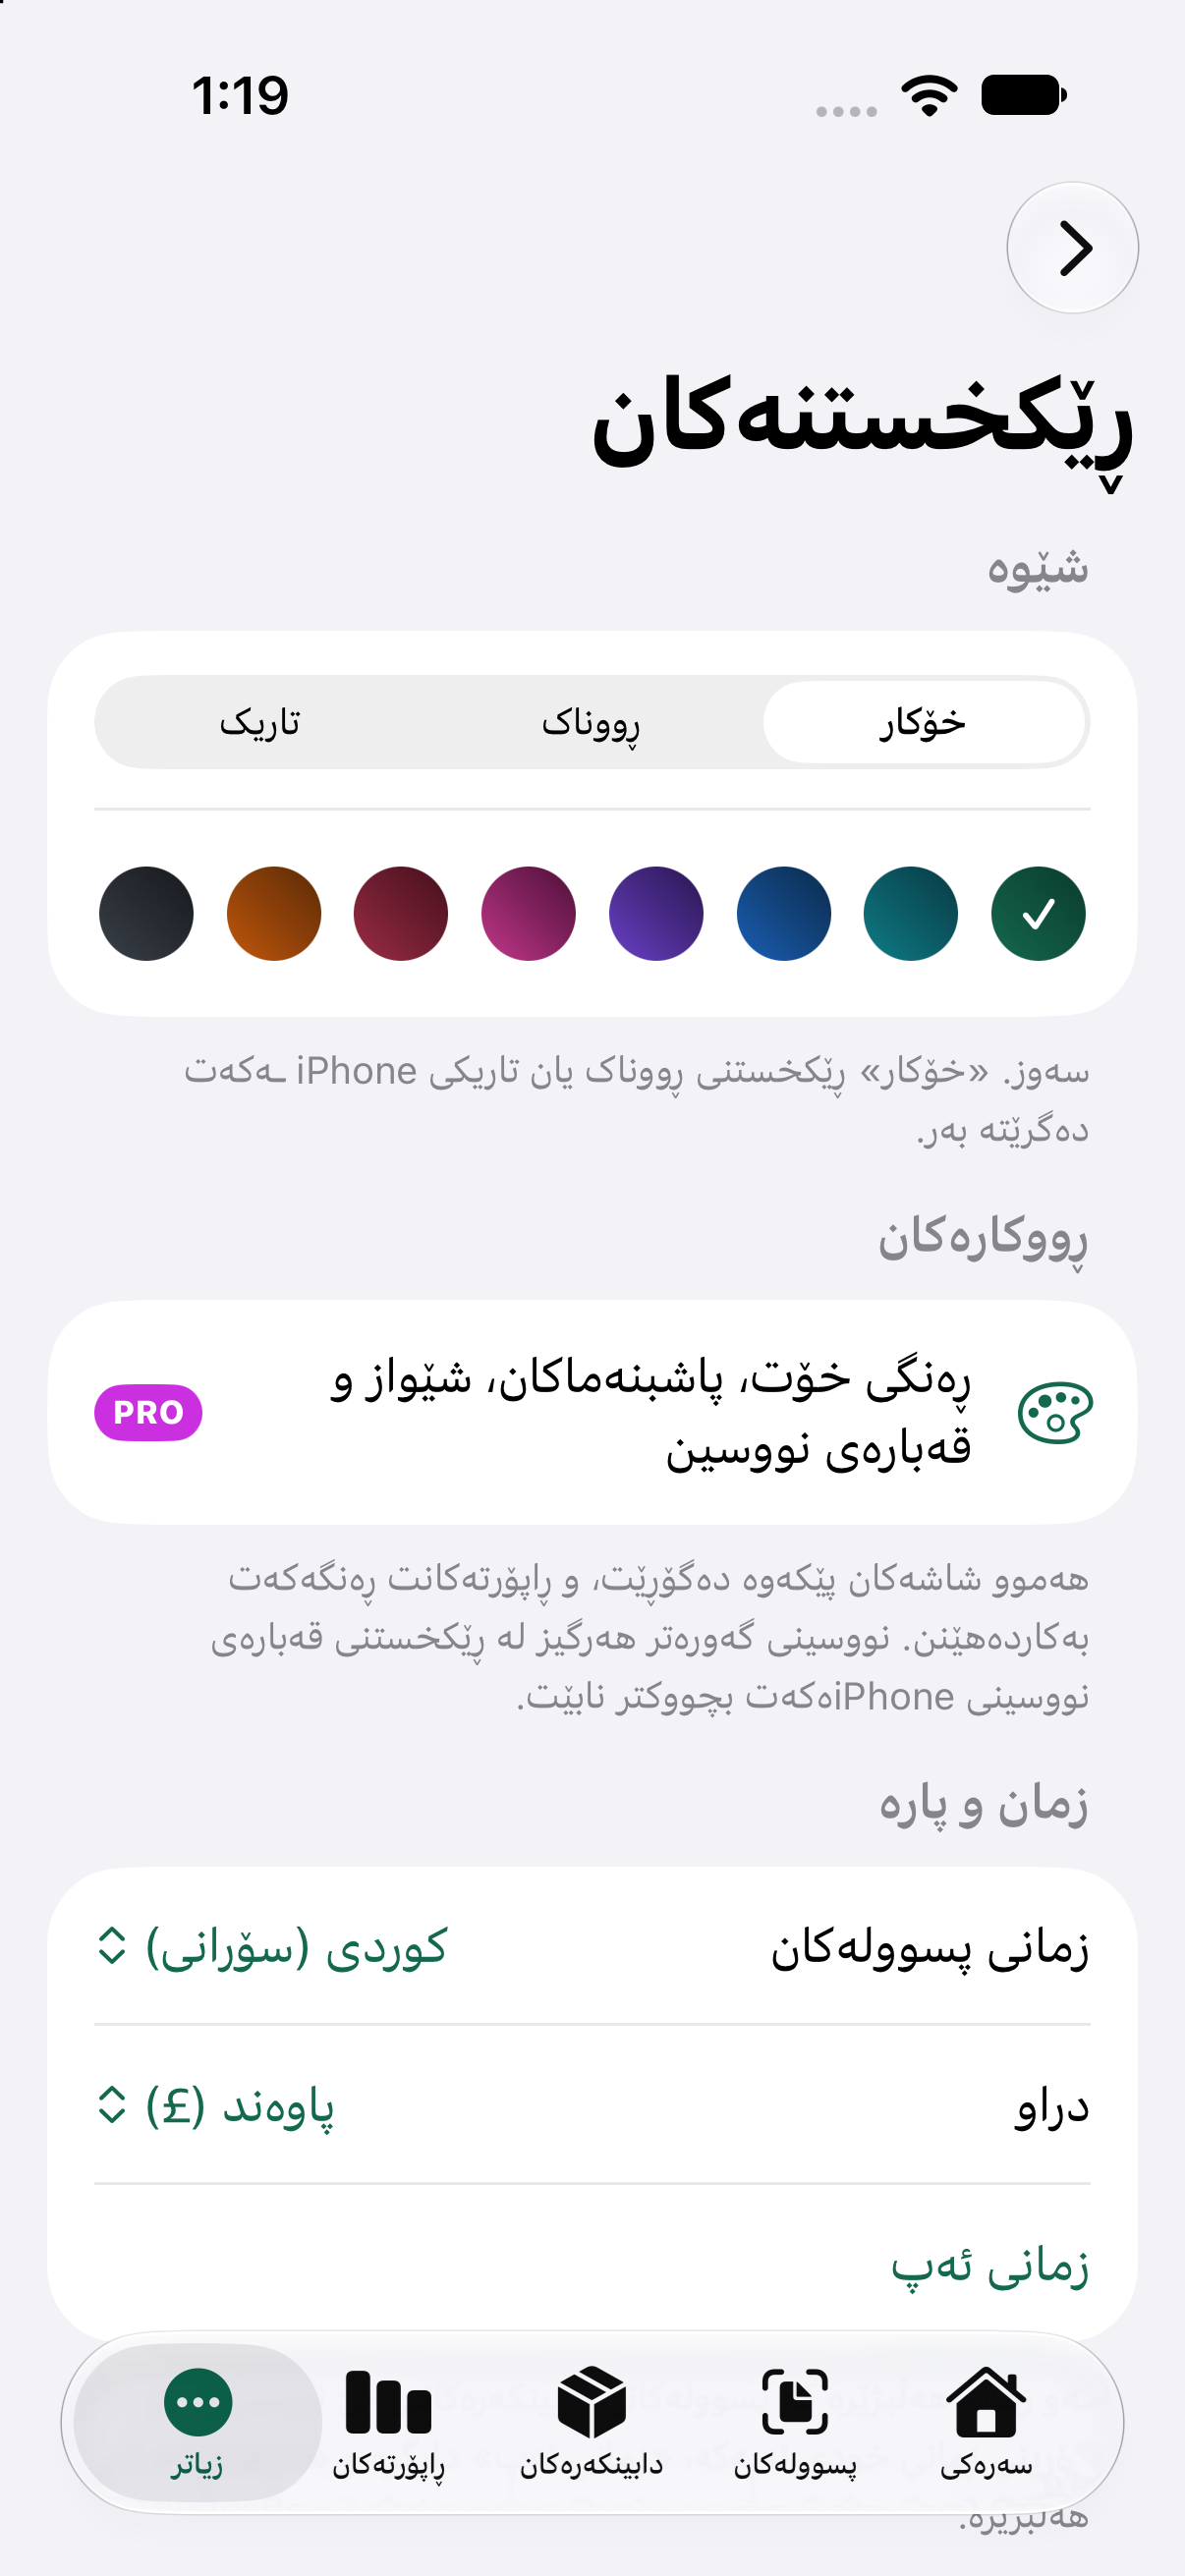 1:19
ڕێکخستنەکان
شێوە
خۆکار
ڕووناک
تاریک
سەوز. «خۆکار» ڕێکخستنی ڕووناک یان تاریکی iPhone ـەکەت
دەگرێتە بەر.
ڕووکارەکان
ڕەنگی خۆت، پاشبنەماکان، شێواز و
قەبارەی نووسین
PRO
هەموو شاشەکان پێکەوە دەگۆڕێت، و ڕاپۆرتەکانت ڕەنگەکەت
بەکاردەهێنن. نووسینی گەورەتر هەرگیز لە ڕێکخستنی قەبارەی
نووسینی iPhoneەکەت بچووکتر نابێت.
زمان و پارە
زمانی پسوولەکان
کوردی (سۆرانی)
دراو
پاوەند (£)
زمانی ئەپ
سەرەکی
پسوولەکان
دابینکەرەکان
ڕاپۆرتەکان
زیاتر